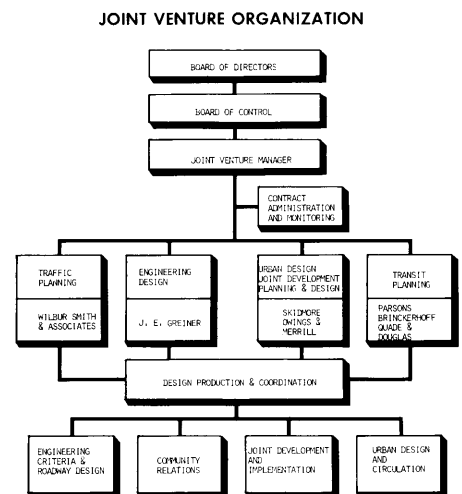 JOINT VENTURE ORGANIZATION
BOARD OF DIRECTORS
BOARD OF CONTROL
JOINT VENTURE MANAGER
CONTRACT
ADMINISTRATION
AND MONITORING
TRAFFIC
PLANNING
WILBUR SMITH
& ASSOCIATES
ENGINEERING
DESIGN
J. E. GREINER
URBAN DESIGN
JOINT DEVELOPMENT
PLANNING & DESIGN
SKIDMORE
OWINGS &
MERRILL
TRANSIT
PLANNING
PARSONS
BRINCKERHOFF
QUADE &
DOUGLAS
DESIGN PRODUCTION & COORDINATION
ENGINEERING
CRITERIA &
ROADWAY DESIGN
COMMUNITY
RELATIONS
JOINT DEVELOPMENT
AND
IMPLEMENTATION
URBAN DESIGN
AND
CIRCULATION